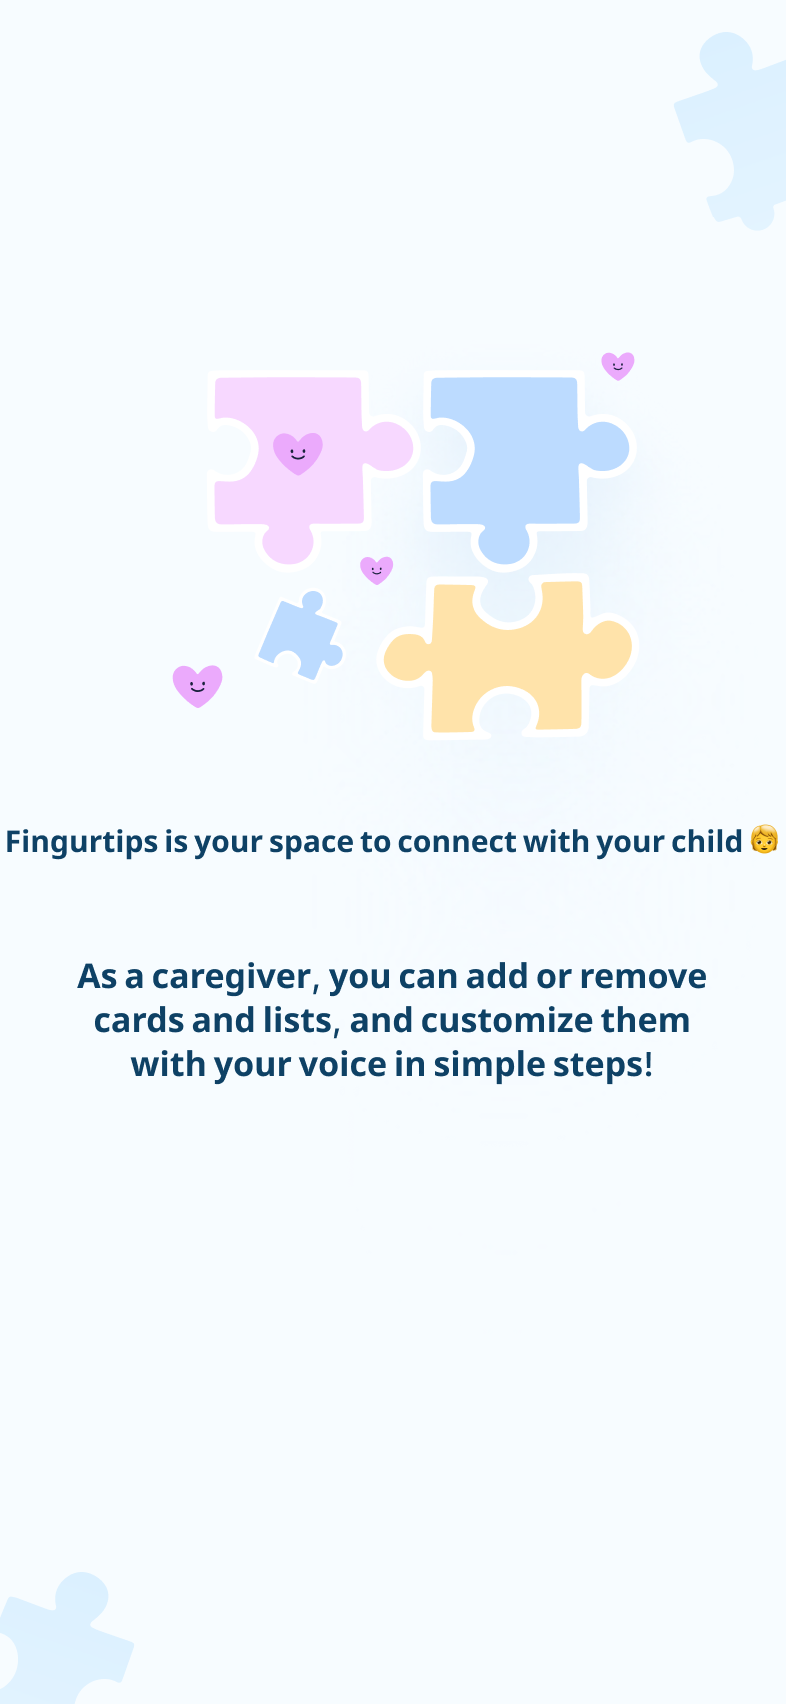 Fingurtips is your space to connect with your child 🧒
As a caregiver, you can add or remove
cards and lists, and customize them
with your voice in simple steps!